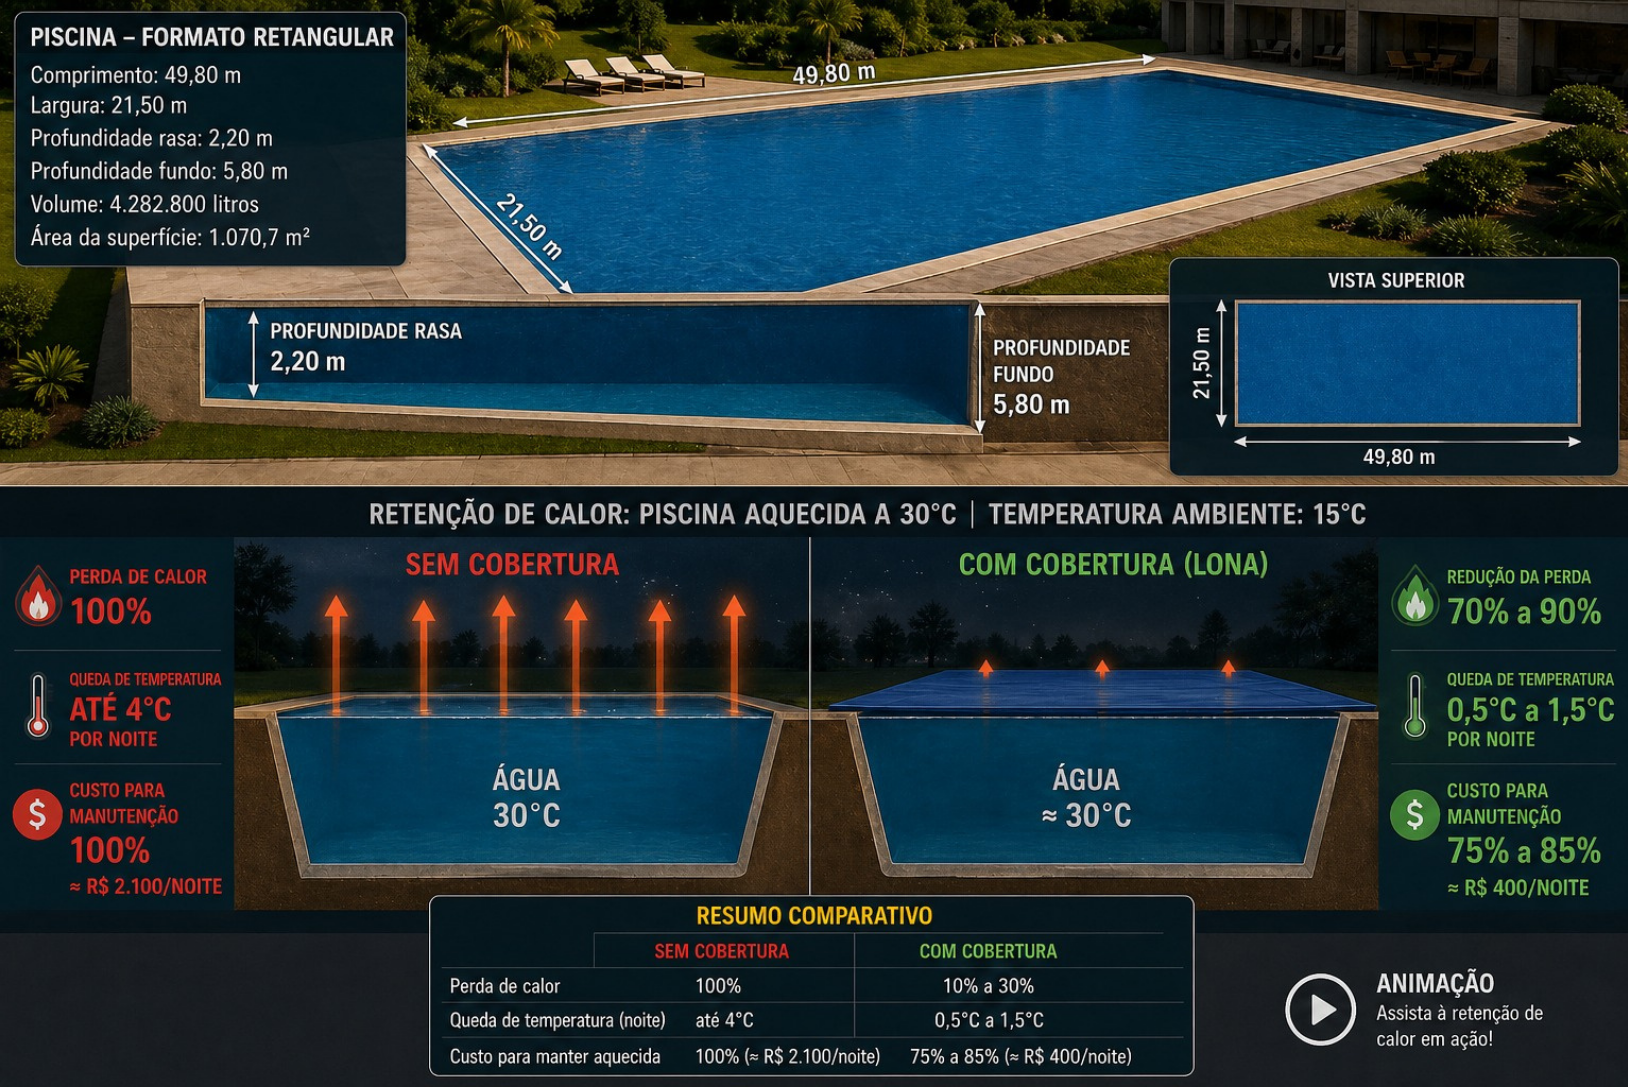 PISCINA – FORMATO RETANGULAR
Comprimento: 49,80 m
Largura: 21,50 m
Profundidade rasa: 2,20 m
Profundidade fundo: 5,80 m
Volume: 4.282.800 litros
Área da superfície: 1.070,7 m²
49,80 m
21,50 m
PROFUNDIDADE RASA
2,20 m
PROFUNDIDADE
FUNDO
5,80 m
VISTA SUPERIOR
21,50 m
49,80 m
RETENÇÃO DE CALOR: PISCINA AQUECIDA A 30°C | TEMPERATURA AMBIENTE: 15°C
PERDA DE CALOR
100%
QUEDA DE TEMPERATURA
ATÉ 4°C
POR NOITE
CUSTO PARA
MANUTENÇÃO
100%
≈ R$ 2.100/NOITE
SEM COBERTURA
ÁGUA
30°C
COM COBERTURA (LONA)
ÁGUA
≈ 30°C
REDUÇÃO DA PERDA
70% a 90%
QUEDA DE TEMPERATURA
0,5°C a 1,5°C
POR NOITE
$
CUSTO PARA
MANUTENÇÃO
75% a 85%
≈ R$ 400/NOITE
$
RESUMO COMPARATIVO
SEM COBERTURA COM COBERTURA
Perda de calor 100% 10% a 30%
Queda de temperatura (noite) até 4°C 0,5°C a 1,5°C
Custo para manter aquecida 100% (≈ R$ 2.100/noite) 75% a 85% (≈ R$ 400/noite)
ANIMAÇÃO
Assista à retenção de
calor em ação!